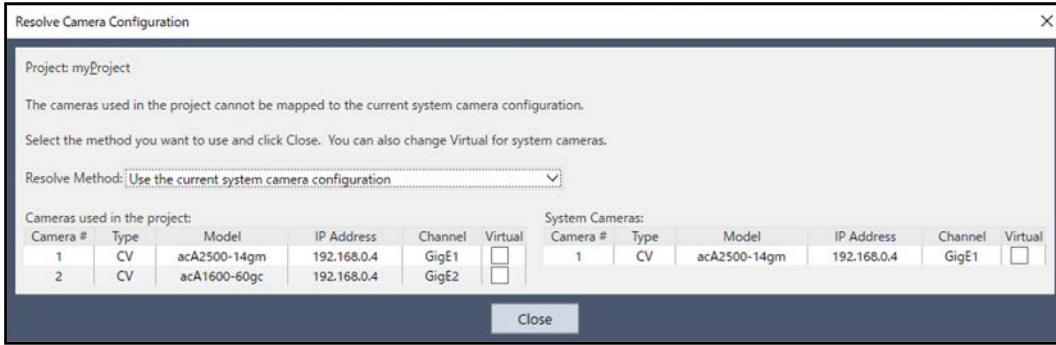 Resolve Camera Configuration
Project: myProject
The cameras used in the project cannot be mapped to the current system camera configuration.
Select the method you want to use and click Close. You can also change Virtual for system cameras.
Resolve Method: Use the current system camera configuration
Cameras used in the project:
Camera # Type Model IP Address Channel Virtual
1 CV acA2500-14gm 192.168.0.4 GigE1
2 CV acA1600-60gc 192.168.0.4 GigE2
System Cameras:
Camera # Type Model IP Address Channel Virtual
1 CV acA2500-14gm 192.168.0.4 GigE1
Close